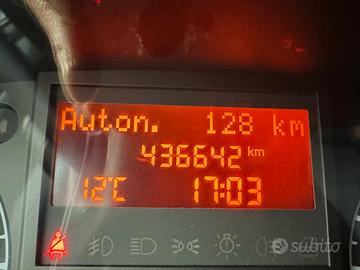 Auton. 128 km
436642 km
12°C 17:03
subito